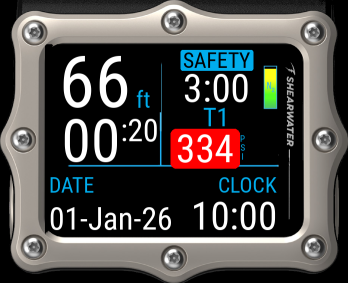 66 ft
00:20
SAFETY
3:00
T1
334 PSI
N₂
SHEARWATER
DATE CLOCK
01-Jan-26 10:00